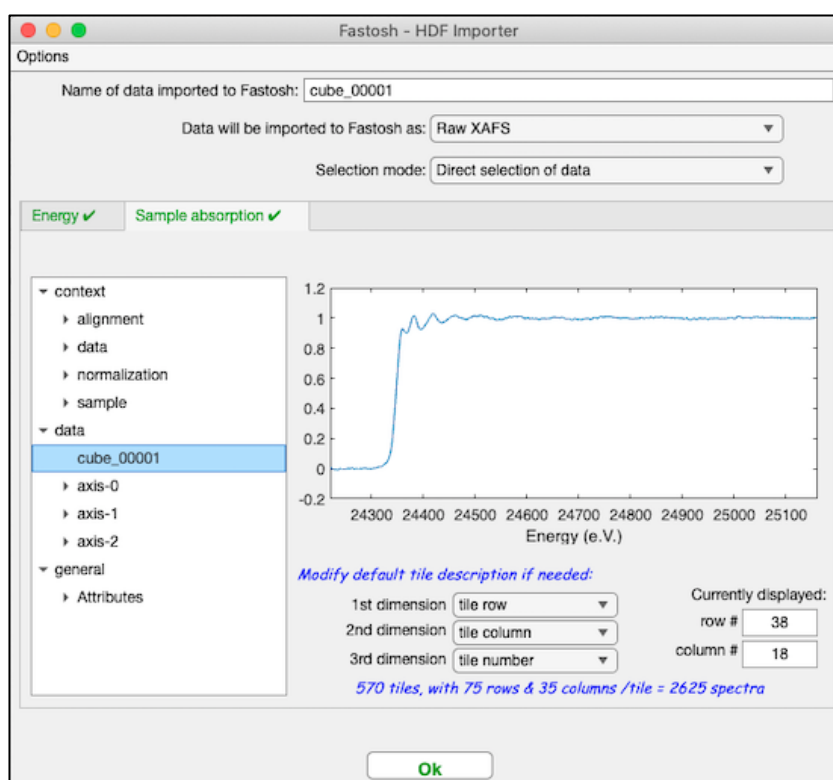 Fastosh - HDF Importer
Options
Name of data imported to Fastosh: cube_00001
Data will be imported to Fastosh as: Raw XAFS
Selection mode: Direct selection of data
Energy ✔ Sample absorption ✔
context
alignment
data
normalization
sample
data
cube_00001
axis-0
axis-1
axis-2
general
Attributes
1.2
1
0.8
0.6
0.4
0.2
0
-0.2
24300 24400 24500 24600 24700 24800 24900 25000 25100
Energy (e.V.)
Modify default tile description if needed:
1st dimension tile row
2nd dimension tile column
3rd dimension tile number
Currently displayed:
row # 38
column # 18
570 tiles, with 75 rows & 35 columns /tile = 2625 spectra
Ok